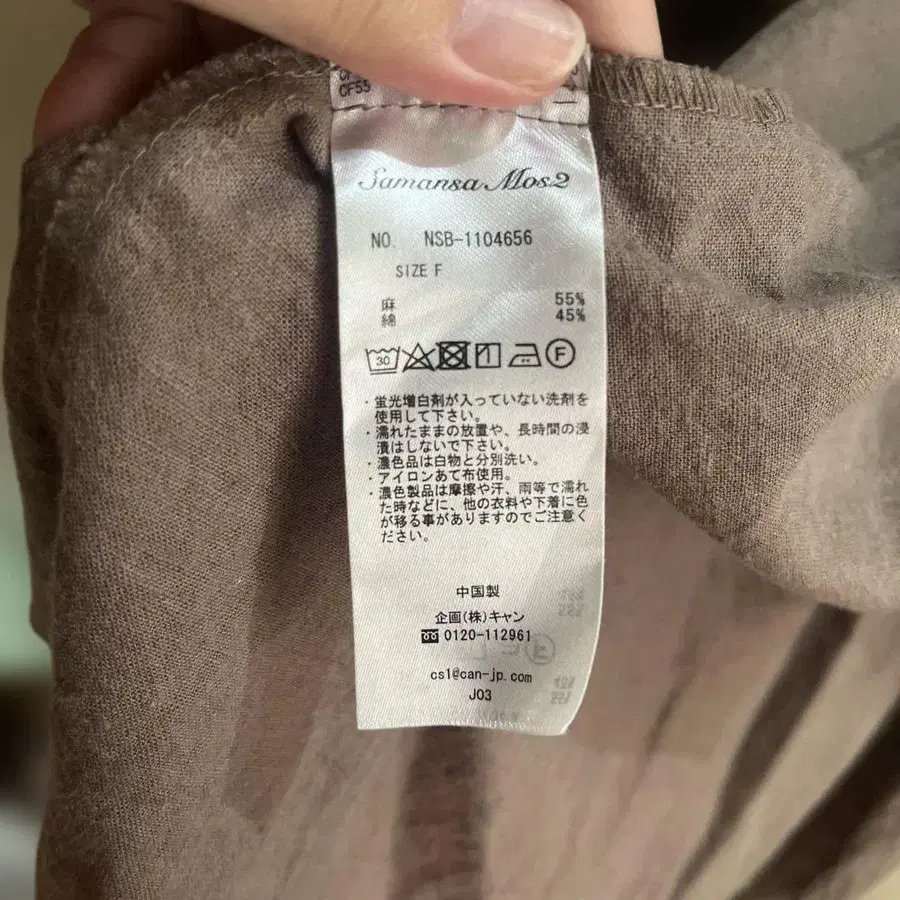 CF55
Samansa Mos2
NO. NSB-1104656
SIZE F
麻 55%
綿 45%
30
F
・蛍光増白剤が入っていない洗剤を
使用して下さい。
・濡れたままの放置や、長時間の浸
漬はしないで下さい。
・濃色品は白物と分別洗い。
・アイロンあて布使用。
・濃色製品は摩擦や汗、雨等で濡れ
た時などに、他の衣料や下着に色
が移る事がありますのでご注意く
ださい。
中国製
企画(株)キャン
0120-112961
cs1@can-jp.com
J03